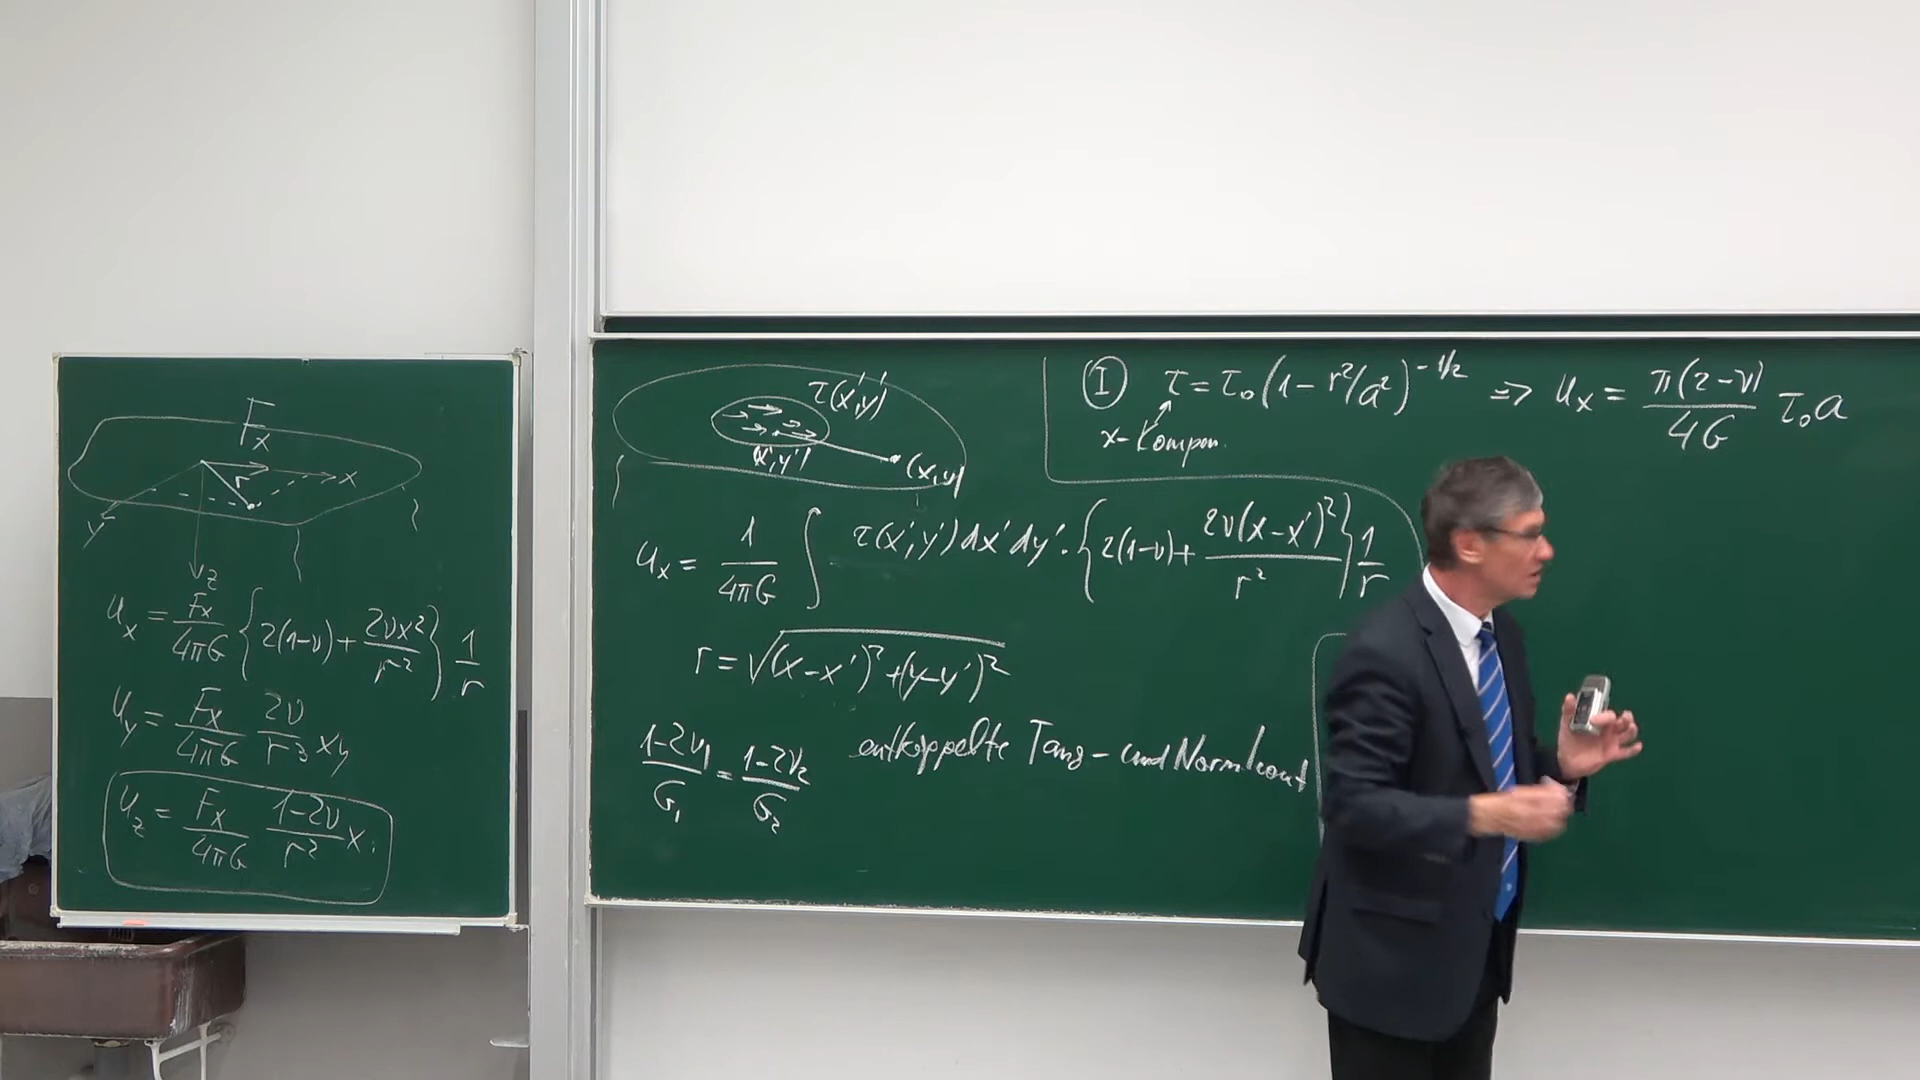 F_x
r
x
y
z
u_x = F_x/4πG {2(1-ν) + 2νx²/r²} 1/r
u_y = F_x/4πG 2ν/r³ xy
u_z = F_x/4πG 1-2ν/r² x.
τ(x',y')
(x',y')
(x,y)
u_x = 1/4πG ∫ τ(x',y')dx'dy'·{2(1-ν) + 2ν(x-x')²/r²} 1/r
r = √(x-x')²+(y-y')²
1-2ν₁/G₁ = 1-2ν₂/G₂ entkoppelte Tang- und Normlkont
I τ = τ₀(1-r²/a²)^-1/2 ⇒ u_x = π(2-ν)/4G τ₀a
x-Kompon.